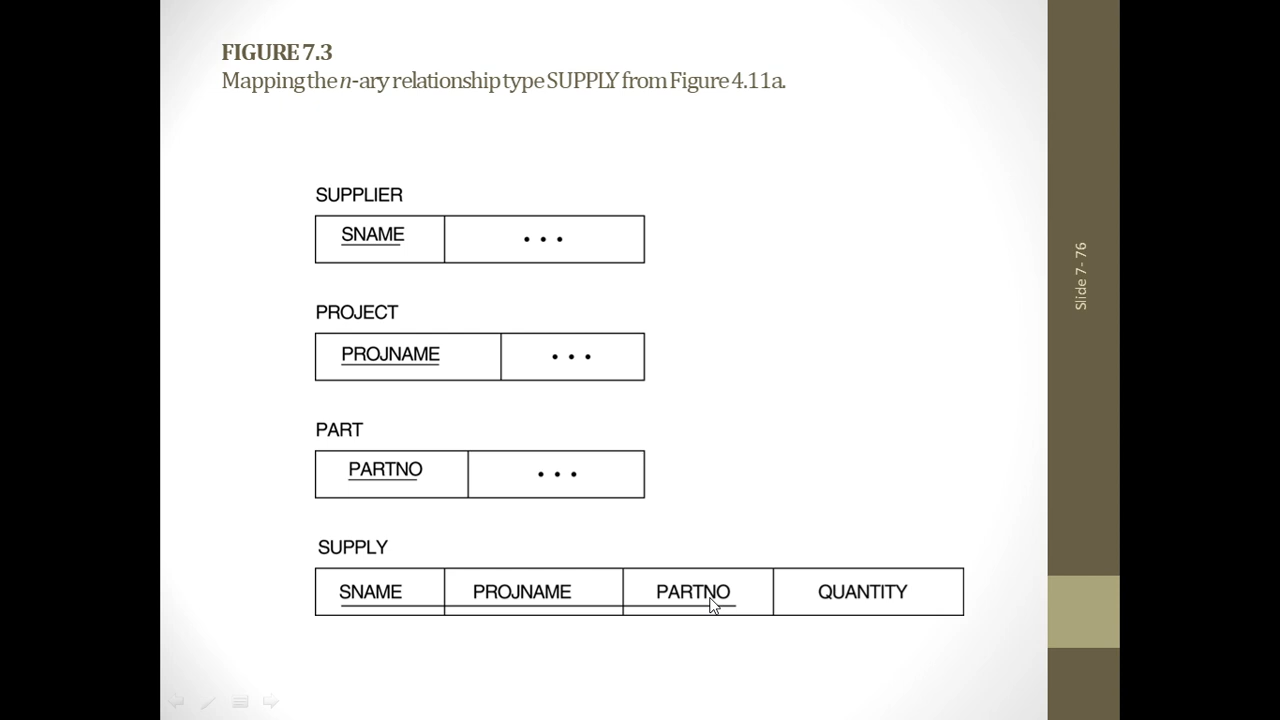 FIGURE 7.3
Mapping the n-ary relationship type SUPPLY from Figure 4.11a.
SUPPLIER
SNAME • • •
PROJECT
PROJNAME • • •
PART
PARTNO • • •
SUPPLY
SNAME PROJNAME PARTNO QUANTITY
Slide 7- 76